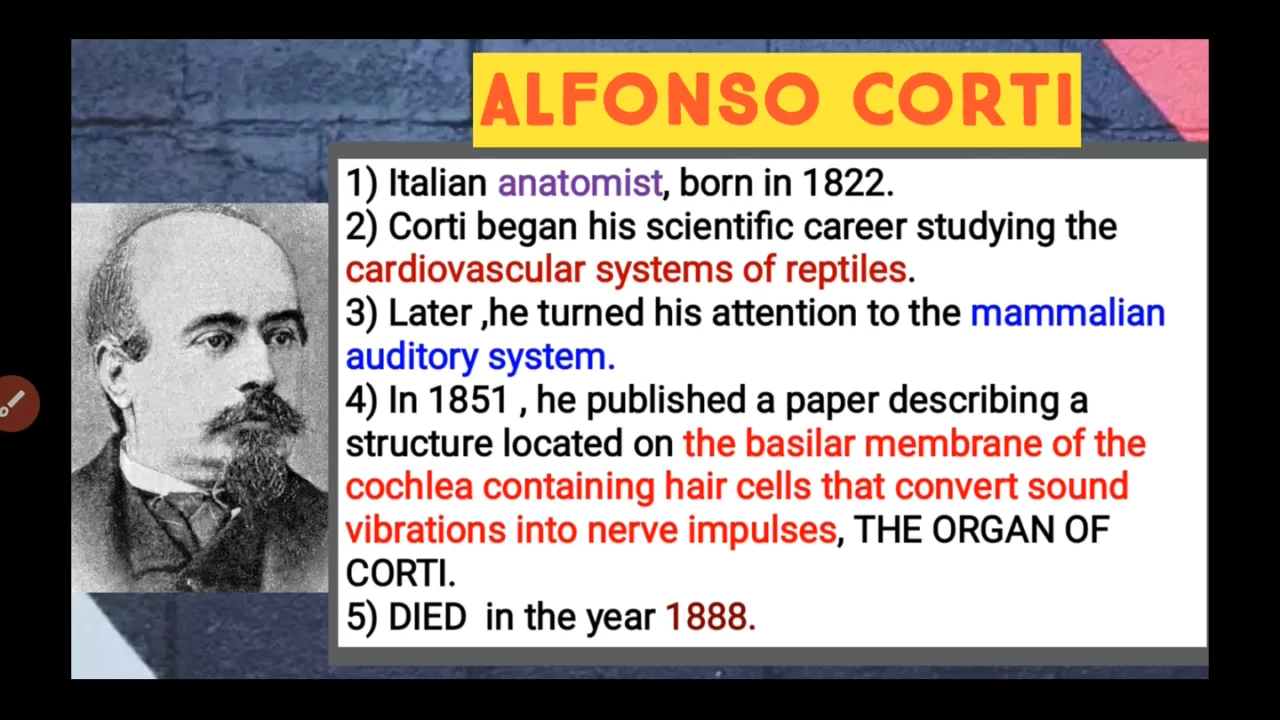 ALFONSO CORTI
1) Italian anatomist, born in 1822.
2) Corti began his scientific career studying the
cardiovascular systems of reptiles.
3) Later ,he turned his attention to the mammalian
auditory system.
4) In 1851 , he published a paper describing a
structure located on the basilar membrane of the
cochlea containing hair cells that convert sound
vibrations into nerve impulses, THE ORGAN OF
CORTI.
5) DIED  in the year 1888.